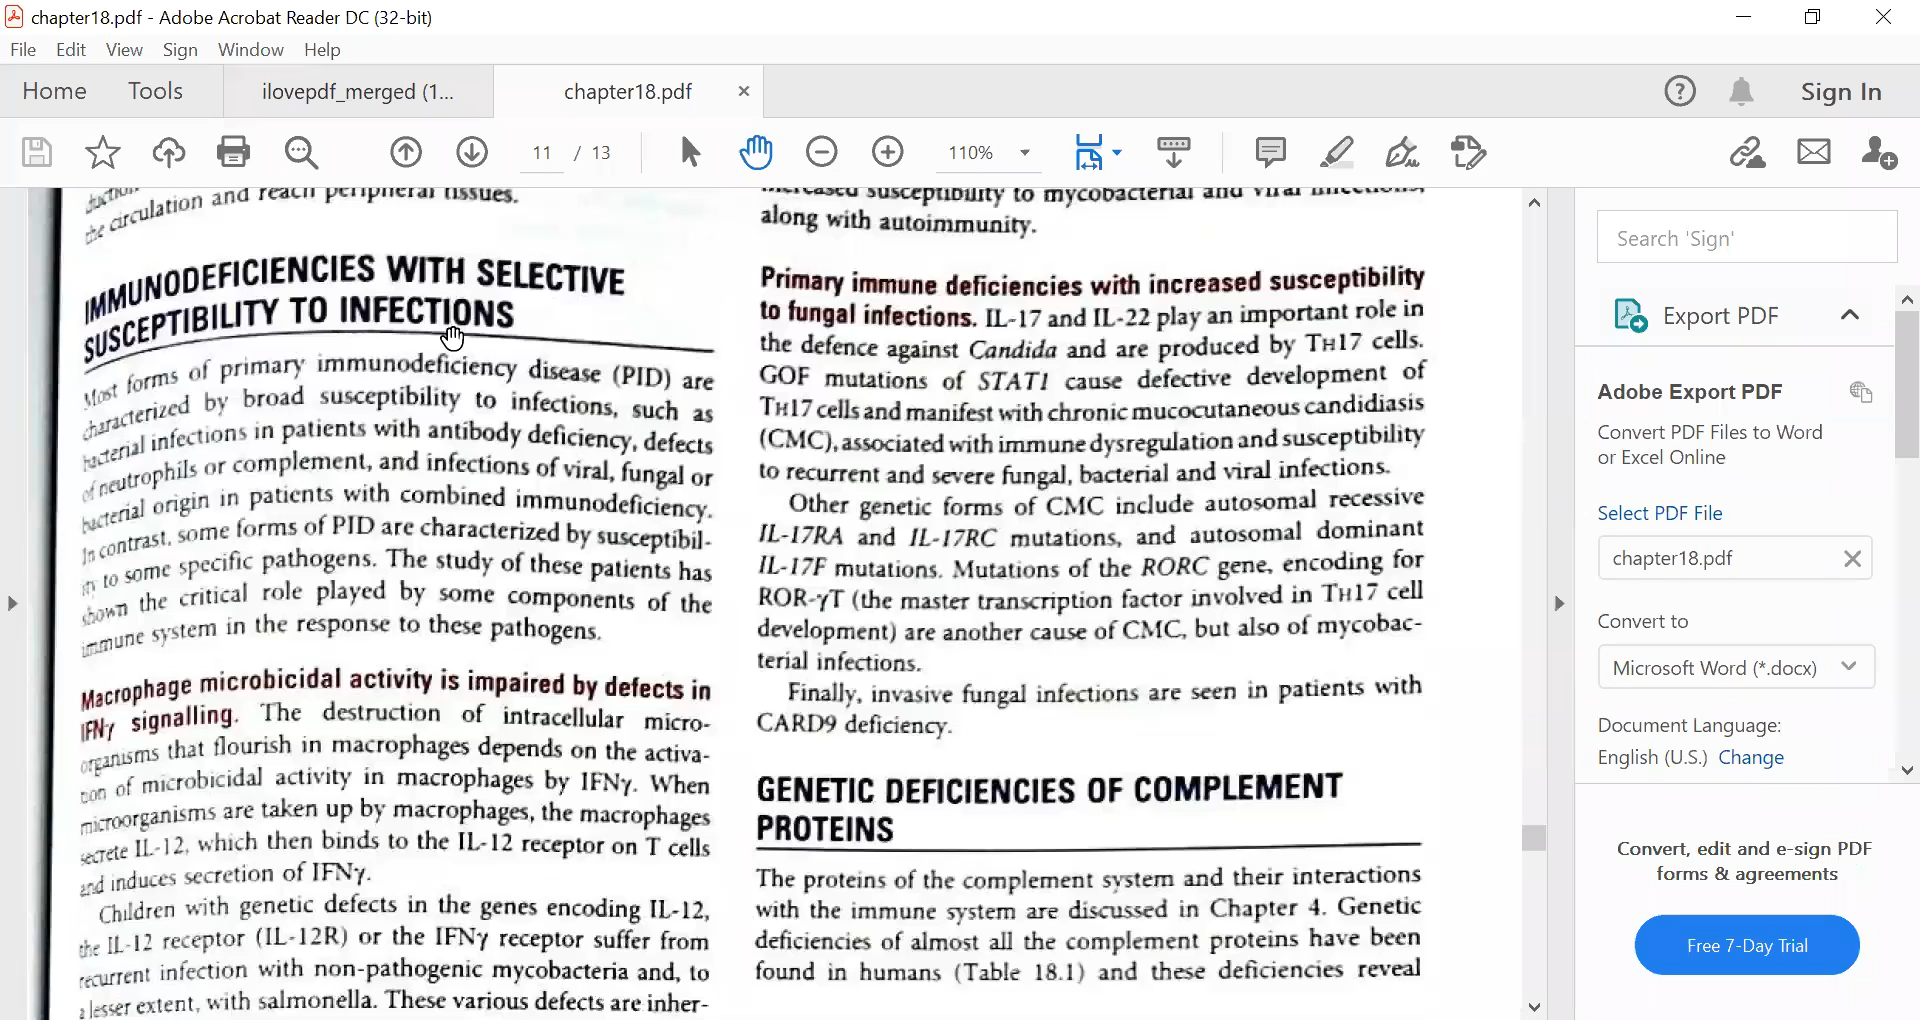 chapter18.pdf - Adobe Acrobat Reader DC (32-bit)
File Edit View Sign Window Help
Home Tools ilovepdf_merged (1... chapter18.pdf × Sign In
11 / 13 110%
the circulation and reach peripheral tissues.
IMMUNODEFICIENCIES WITH SELECTIVE
SUSCEPTIBILITY TO INFECTIONS
Most forms of primary immunodeficiency disease (PID) are
characterized by broad susceptibility to infections, such as
bacterial infections in patients with antibody deficiency, defects
of neutrophils or complement, and infections of viral, fungal or
bacterial origin in patients with combined immunodeficiency.
In contrast, some forms of PID are characterized by susceptibil-
ity to some specific pathogens. The study of these patients has
shown the critical role played by some components of the
immune system in the response to these pathogens.
Macrophage microbicidal activity is impaired by defects in
IFNγ signalling. The destruction of intracellular micro-
organisms that flourish in macrophages depends on the activa-
tion of microbicidal activity in macrophages by IFNγ. When
microorganisms are taken up by macrophages, the macrophages
secrete IL-12, which then binds to the IL-12 receptor on T cells
and induces secretion of IFNγ.
Children with genetic defects in the genes encoding IL-12,
the IL-12 receptor (IL-12R) or the IFNγ receptor suffer from
recurrent infection with non-pathogenic mycobacteria and, to
a lesser extent, with salmonella. These various defects are inher-
increased susceptibility to mycobacterial and viral infections,
along with autoimmunity.
Primary immune deficiencies with increased susceptibility
to fungal infections. IL-17 and IL-22 play an important role in
the defence against Candida and are produced by TH17 cells.
GOF mutations of STAT1 cause defective development of
TH17 cells and manifest with chronic mucocutaneous candidiasis
(CMC), associated with immune dysregulation and susceptibility
to recurrent and severe fungal, bacterial and viral infections.
Other genetic forms of CMC include autosomal recessive
IL-17RA and IL-17RC mutations, and autosomal dominant
IL-17F mutations. Mutations of the RORC gene, encoding for
ROR-γT (the master transcription factor involved in TH17 cell
development) are another cause of CMC, but also of mycobac-
terial infections.
Finally, invasive fungal infections are seen in patients with
CARD9 deficiency.
GENETIC DEFICIENCIES OF COMPLEMENT
PROTEINS
The proteins of the complement system and their interactions
with the immune system are discussed in Chapter 4. Genetic
deficiencies of almost all the complement proteins have been
found in humans (Table 18.1) and these deficiencies reveal
Search 'Sign'
Export PDF
Adobe Export PDF
Convert PDF Files to Word
or Excel Online
Select PDF File
chapter18.pdf
Convert to
Microsoft Word (*.docx)
Document Language:
English (U.S.) Change
Convert, edit and e-sign PDF
forms & agreements
Free 7-Day Trial